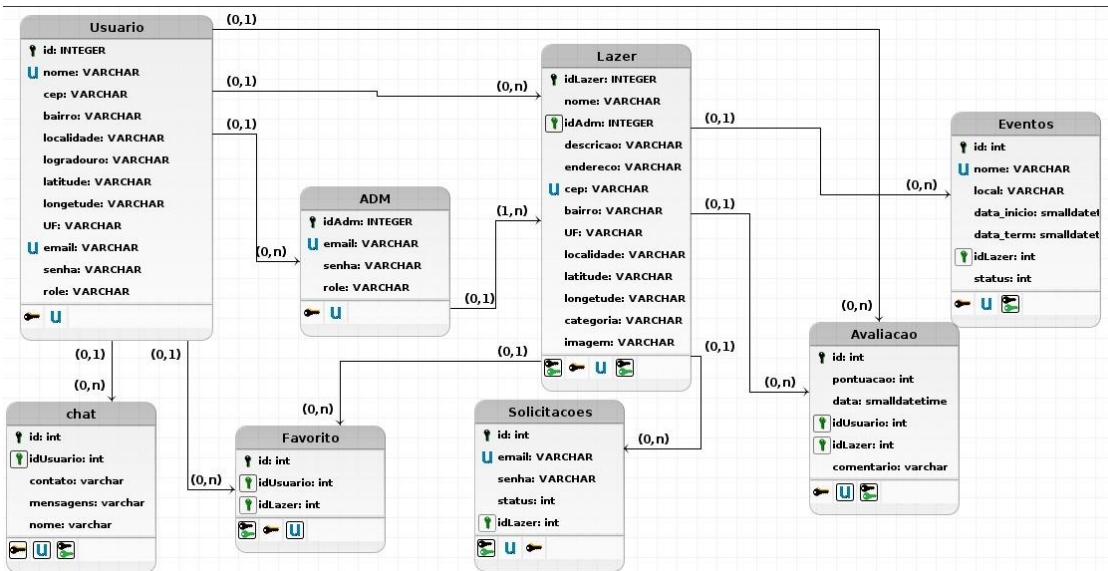 Usuario
id: INTEGER
U nome: VARCHAR
cep: VARCHAR
bairro: VARCHAR
localidade: VARCHAR
logradouro: VARCHAR
latitude: VARCHAR
longetude: VARCHAR
UF: VARCHAR
U email: VARCHAR
senha: VARCHAR
role: VARCHAR
U
(0,1)
(0,1)
(0,n)
(0,1)
(0,n)
(0,1)
(0,1)
(0,n)
(0,n)
ADM
idAdm: INTEGER
U email: VARCHAR
senha: VARCHAR
role: VARCHAR
U
(1,n)
(0,1)
Lazer
idLazer: INTEGER
nome: VARCHAR
idAdm: INTEGER
descricao: VARCHAR
endereco: VARCHAR
U cep: VARCHAR
bairro: VARCHAR
UF: VARCHAR
localidade: VARCHAR
latitude: VARCHAR
longetude: VARCHAR
categoria: VARCHAR
imagem: VARCHAR
U
(0,1)
(0,n)
(0,1)
(0,n)
(0,1)
(0,n)
(0,1)
(0,n)
(0,n)
Eventos
id: int
U nome: VARCHAR
local: VARCHAR
data_inicio: smalldatet
data_term: smalldatet
idLazer: int
status: int
U
Avaliacao
id: int
pontuacao: int
data: smalldatetime
idUsuario: int
idLazer: int
comentario: varchar
U
chat
id: int
idUsuario: int
contato: varchar
mensagens: varchar
nome: varchar
U
Favorito
id: int
idUsuario: int
idLazer: int
U
Solicitacoes
id: int
U email: VARCHAR
senha: VARCHAR
status: int
idLazer: int
U